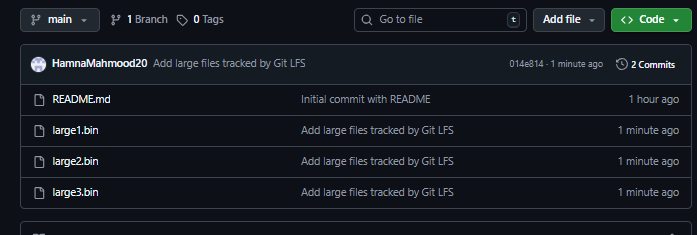 main 1 Branch 0 Tags Go to file t Add file Code
HamnaMahmood20 Add large files tracked by Git LFS 014e814 · 1 minute ago 2 Commits
README.md Initial commit with README 1 hour ago
large1.bin Add large files tracked by Git LFS 1 minute ago
large2.bin Add large files tracked by Git LFS 1 minute ago
large3.bin Add large files tracked by Git LFS 1 minute ago